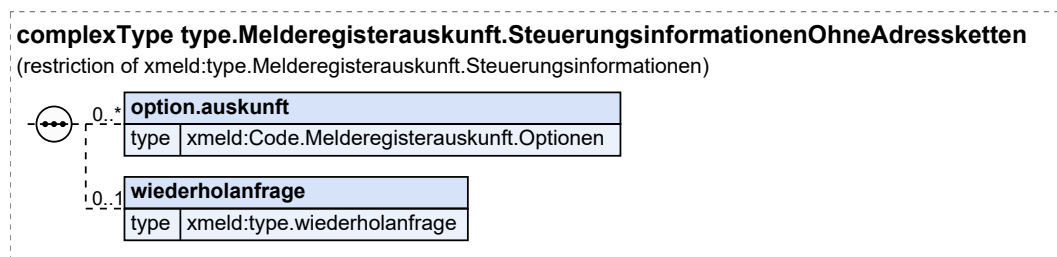 complexType type.Melderegisterauskunft.SteuerungsinformationenOhneAdressketten
(restriction of xmeld:type.Melderegisterauskunft.Steuerungsinformationen)
0..* option.auskunft
type xmeld:Code.Melderegisterauskunft.Optionen
0..1 wiederholanfrage
type xmeld:type.wiederholanfrage